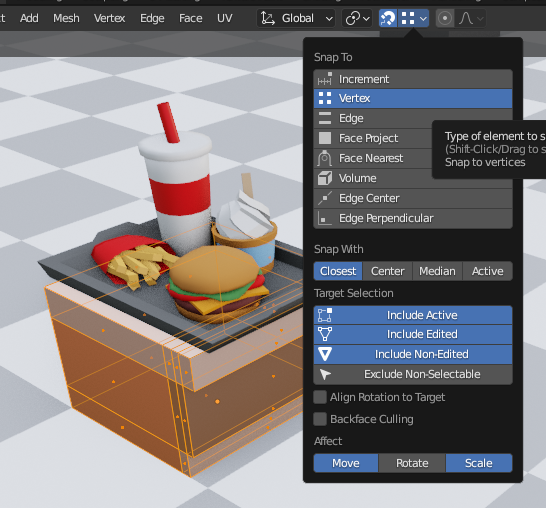 Add Mesh Vertex Edge Face UV Global
Snap To
Increment
Vertex
Edge
Face Project
Face Nearest
Volume
Edge Center
Edge Perpendicular
Type of element to s
(Shift-Click/Drag to s
Snap to vertices
Snap With
Closest Center Median Active
Target Selection
Include Active
Include Edited
Include Non-Edited
Exclude Non-Selectable
Align Rotation to Target
Backface Culling
Affect
Move Rotate Scale